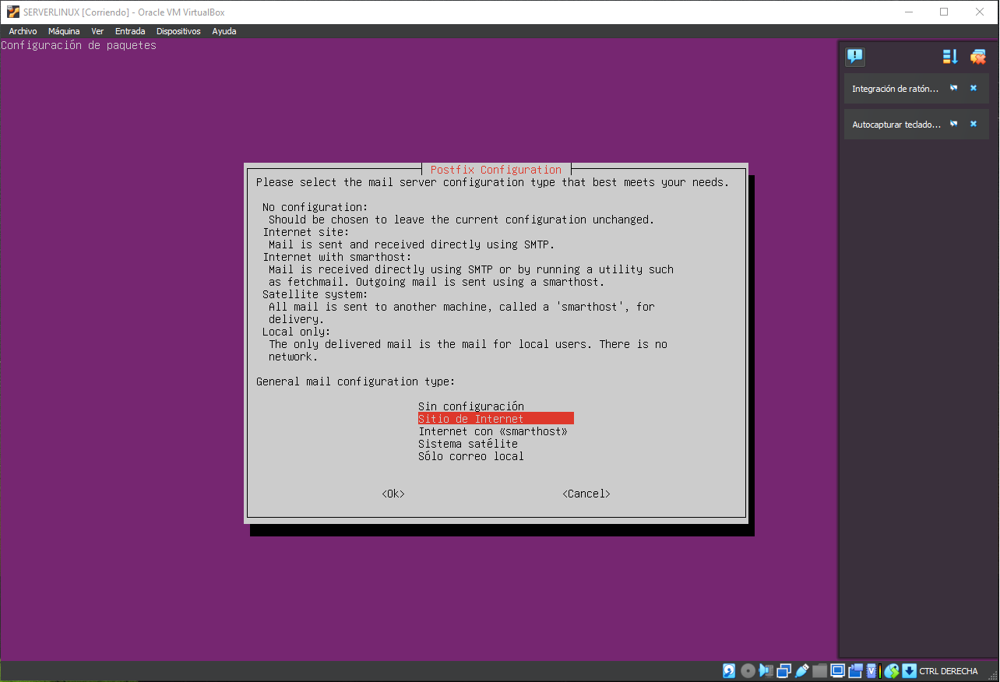 SERVERLINUX [Corriendo] - Oracle VM VirtualBox
Archivo Máquina Ver Entrada Dispositivos Ayuda
Configuración de paquetes
Integración de ratón...
Autocapturar teclado...
Postfix Configuration
Please select the mail server configuration type that best meets your needs.
No configuration:
Should be chosen to leave the current configuration unchanged.
Internet site:
Mail is sent and received directly using SMTP.
Internet with smarthost:
Mail is received directly using SMTP or by running a utility such
as fetchmail. Outgoing mail is sent using a smarthost.
Satellite system:
All mail is sent to another machine, called a 'smarthost', for
delivery.
Local only:
The only delivered mail is the mail for local users. There is no
network.
General mail configuration type:
Sin configuración
Sitio de Internet
Internet con «smarthost»
Sistema satélite
Sólo correo local
<Ok> <Cancel>
CTRL DERECHA